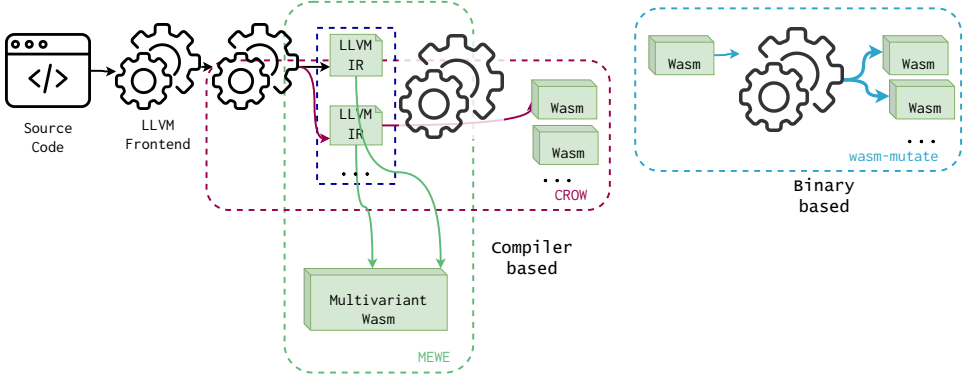 </>
Source
Code
LLVM
Frontend
LLVM
IR
LLVM
IR
...
Wasm
Wasm
...
CROW
Compiler
based
Multivariant
Wasm
MEWE
Wasm
Wasm
Wasm
...
wasm-mutate
Binary
based